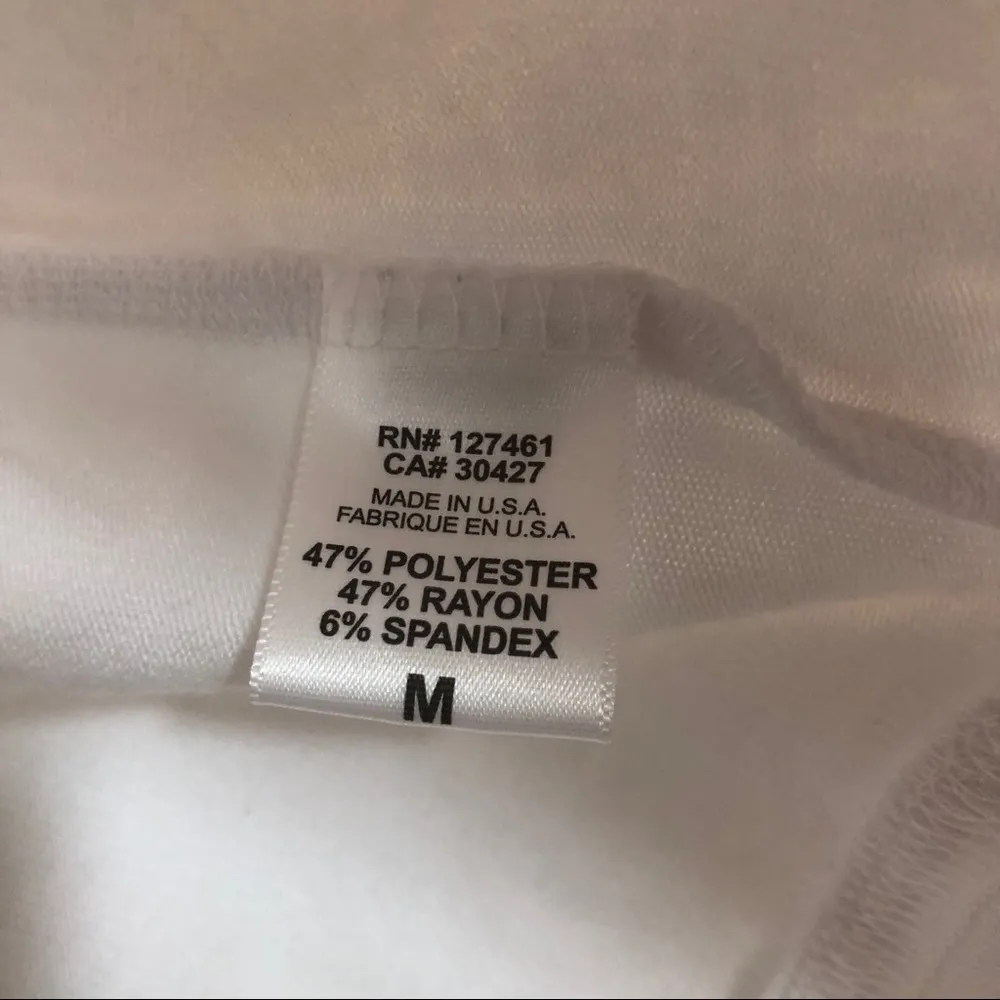 RN# 127461
CA# 30427
MADE IN U.S.A.
FABRIQUE EN U.S.A.
47% POLYESTER
47% RAYON
6% SPANDEX
M